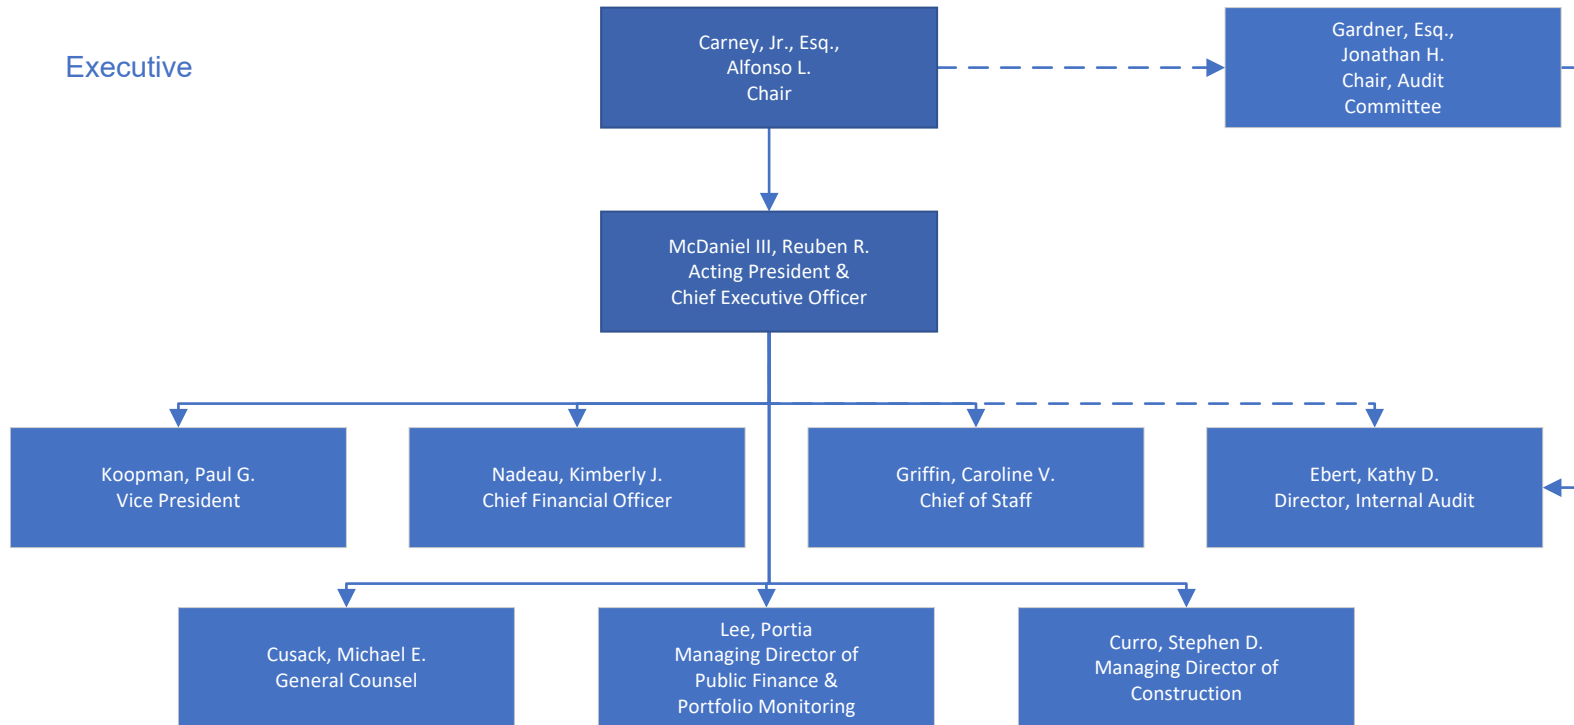 Executive
Carney, Jr., Esq.,
Alfonso L.
Chair
Gardner, Esq.,
Jonathan H.
Chair, Audit
Committee
McDaniel III, Reuben R.
Acting President &
Chief Executive Officer
Koopman, Paul G.
Vice President
Nadeau, Kimberly J.
Chief Financial Officer
Griffin, Caroline V.
Chief of Staff
Ebert, Kathy D.
Director, Internal Audit
Cusack, Michael E.
General Counsel
Lee, Portia
Managing Director of
Public Finance &
Portfolio Monitoring
Curro, Stephen D.
Managing Director of
Construction